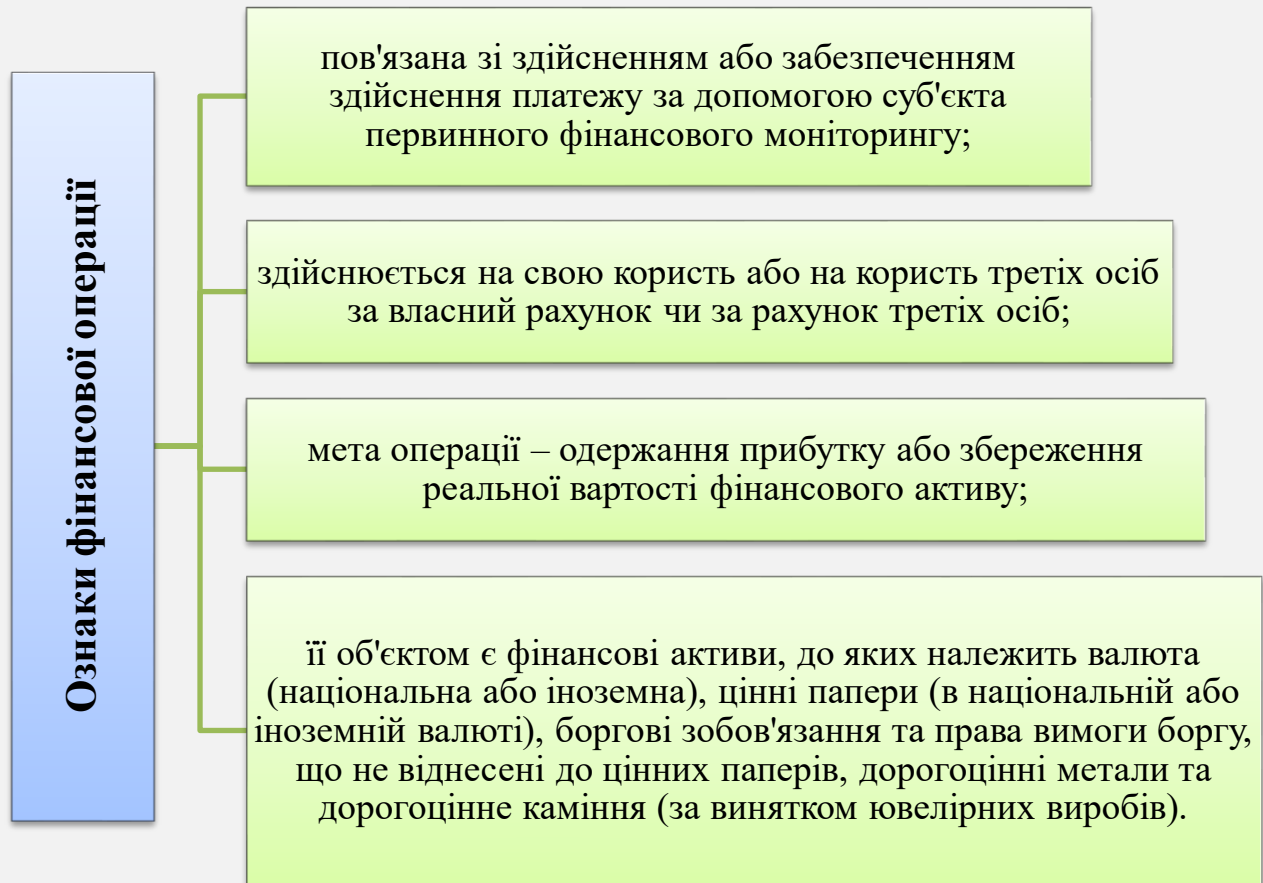 Ознаки фінансової операції
пов'язана зі здійсненням або забезпеченням
здійснення платежу за допомогою суб'єкта
первинного фінансового моніторингу;
здійснюється на свою користь або на користь третіх осіб
за власний рахунок чи за рахунок третіх осіб;
мета операції – одержання прибутку або збереження
реальної вартості фінансового активу;
її об'єктом є фінансові активи, до яких належить валюта
(національна або іноземна), цінні папери (в національній або
іноземній валюті), боргові зобов'язання та права вимоги боргу,
що не віднесені до цінних паперів, дорогоцінні метали та
дорогоцінне каміння (за винятком ювелірних виробів).